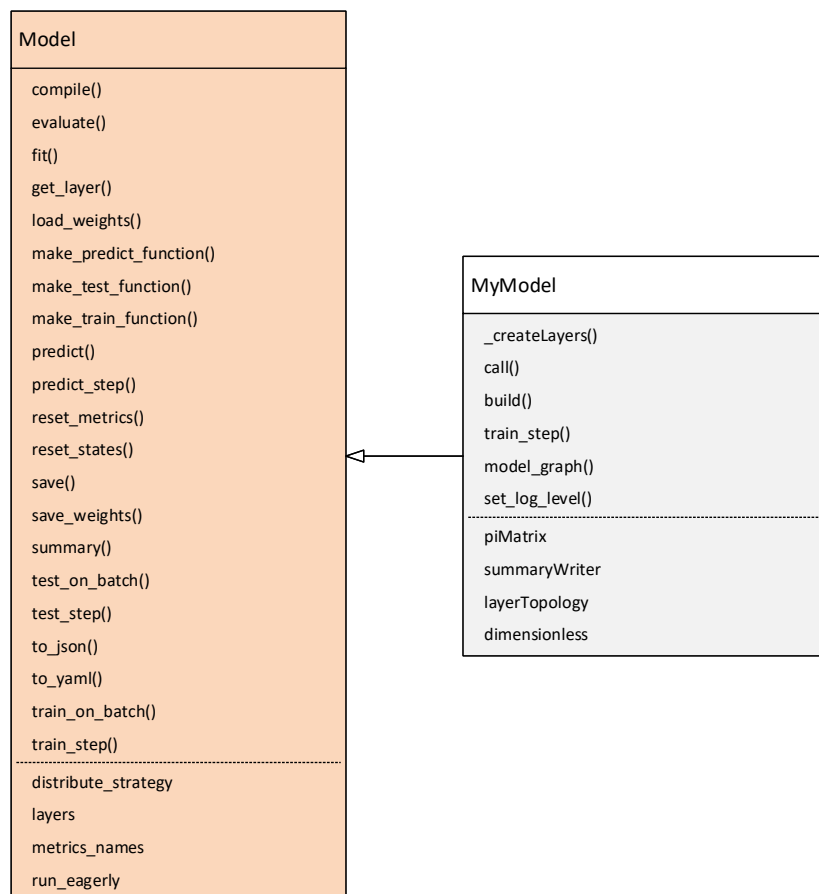 Model
compile()
evaluate()
fit()
get_layer()
load_weights()
make_predict_function()
make_test_function()
make_train_function()
predict()
predict_step()
reset_metrics()
reset_states()
save()
save_weights()
summary()
test_on_batch()
test_step()
to_json()
to_yaml()
train_on_batch()
train_step()
distribute_strategy
layers
metrics_names
run_eagerly
MyModel
_createLayers()
call()
build()
train_step()
model_graph()
set_log_level()
piMatrix
summaryWriter
layerTopology
dimensionless